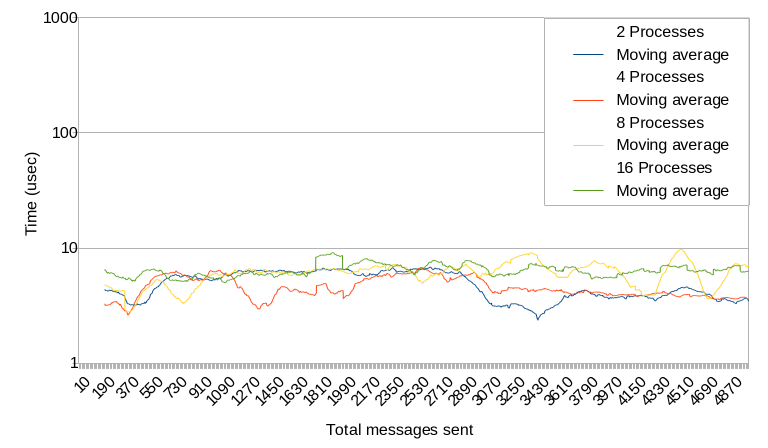 1000
2 Processes
Moving average
4 Processes
Moving average
8 Processes
Moving average
16 Processes
Moving average
100
Time (usec)
10
1
10 190 370 550 730 910 1090 1270 1450 1630 1810 1990 2170 2350 2530 2710 2890 3070 3250 3430 3610 3790 3970 4150 4330 4510 4690 4870
Total messages sent